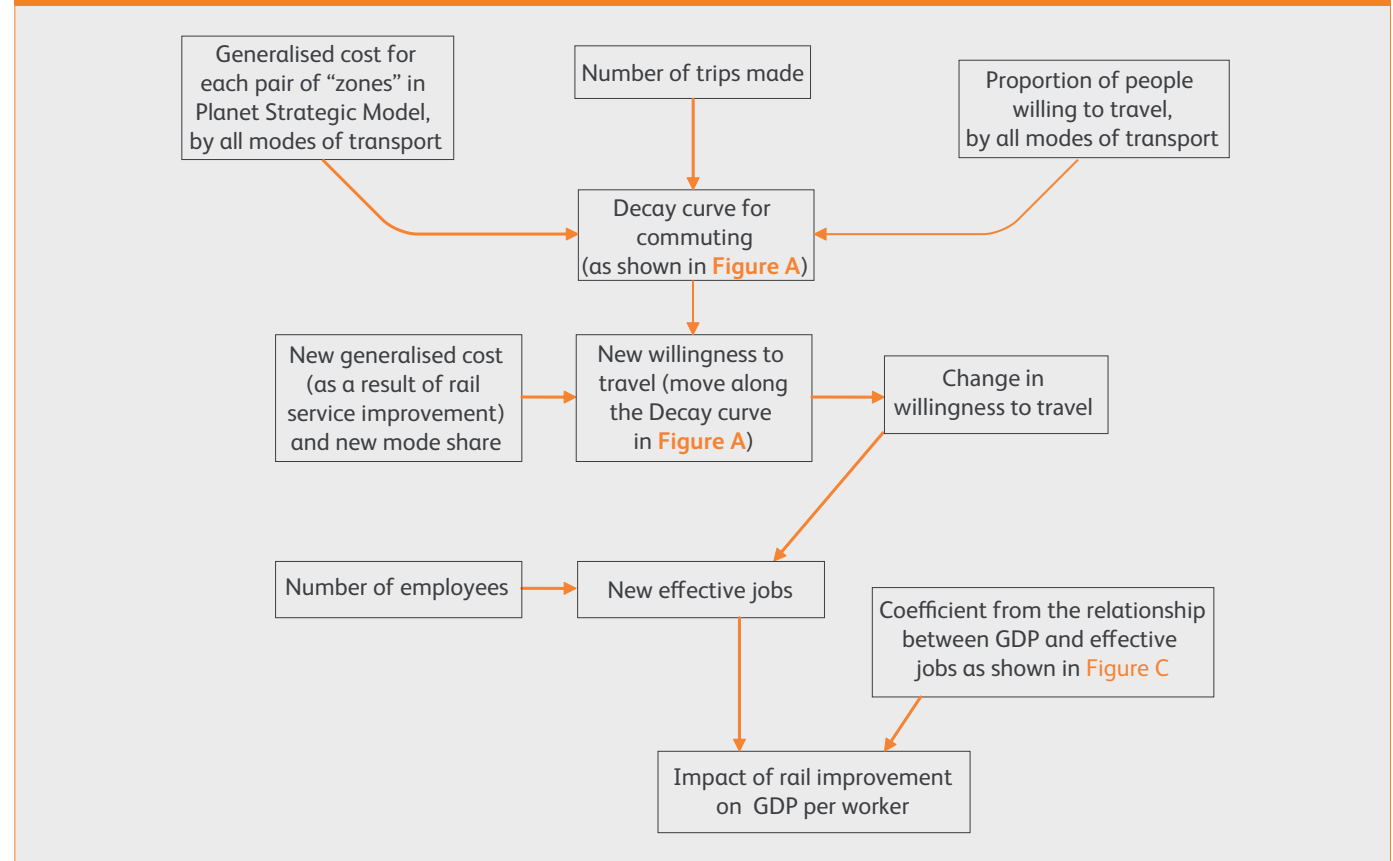 Generalised cost for
each pair of “zones” in
Planet Strategic Model,
by all modes of transport
Number of trips made
Proportion of people
willing to travel,
by all modes of transport
Decay curve for
commuting
(as shown in Figure A)
New generalised cost
(as a result of rail
service improvement)
and new mode share
New willingness to
travel (move along
the Decay curve
in Figure A)
Change in
willingness to travel
Number of employees
New effective jobs
Coefficient from the relationship
between GDP and effective
jobs as shown in Figure C
Impact of rail improvement
on GDP per worker